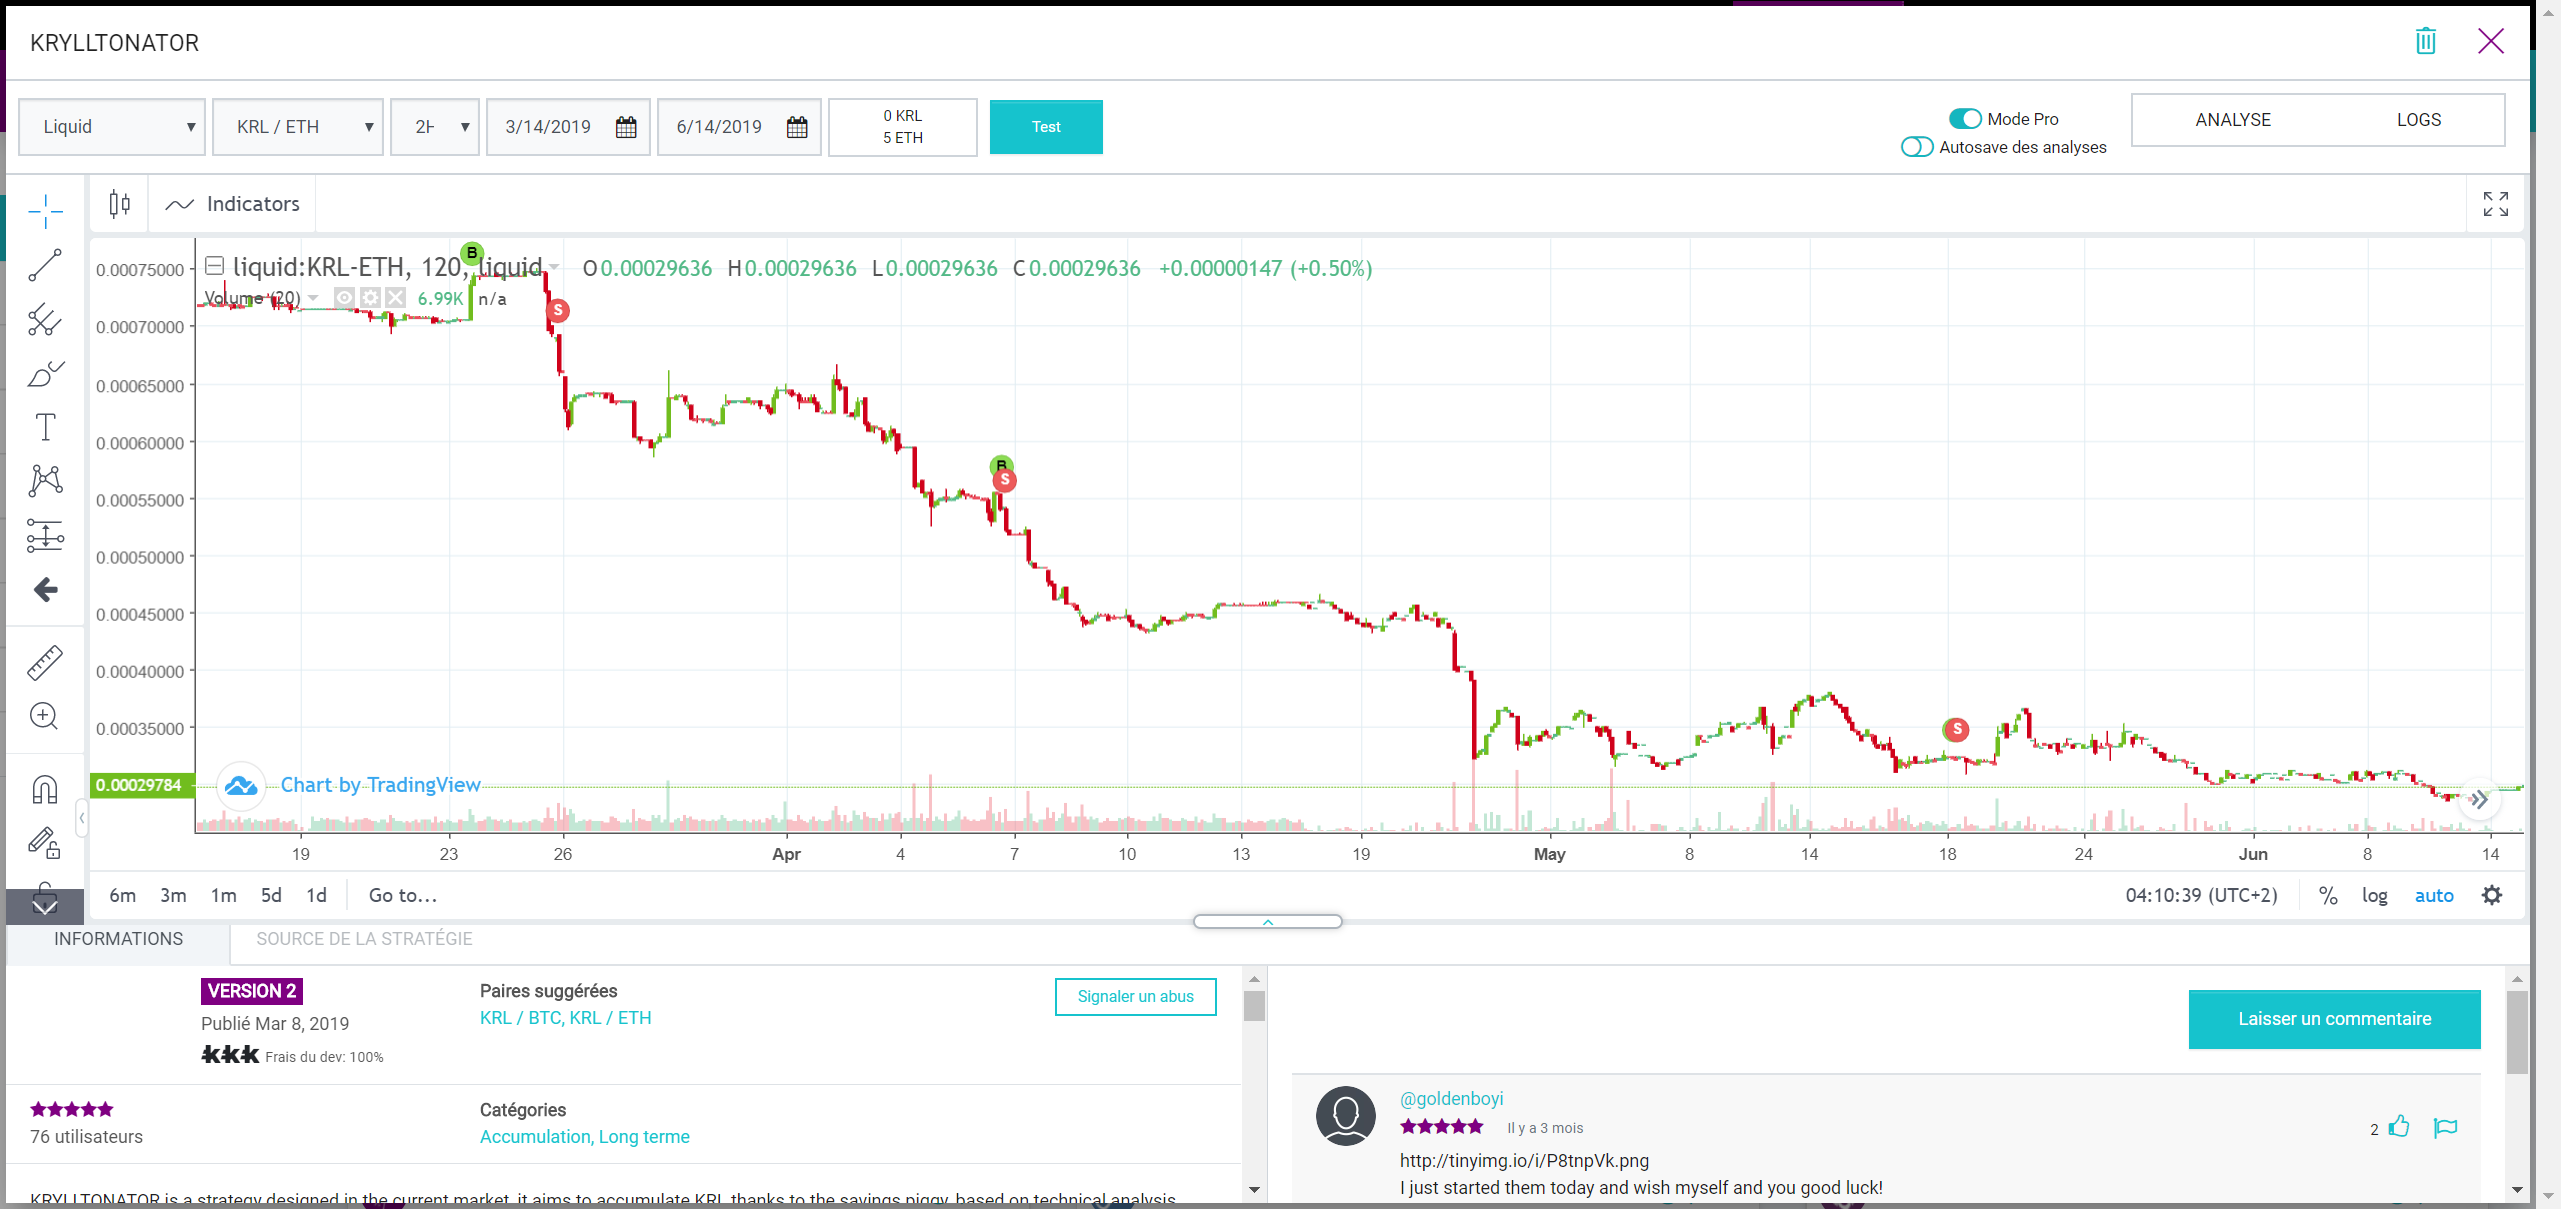 KRYLLTONATOR
Liquid
KRL / ETH
2H
3/14/2019
6/14/2019
0 KRL
5 ETH
Test
Mode Pro
Autosave des analyses
ANALYSE
LOGS
Indicators
liquid:KRL-ETH, 120, liquid
O0.00029636 H0.00029636 L0.00029636 C0.00029636 +0.00000147 (+0.50%)
Volume (20) 6.99K n/a
B
S
B
S
S
0.00075000
0.00070000
0.00065000
0.00060000
0.00055000
0.00050000
0.00045000
0.00040000
0.00035000
0.00029784
Chart by TradingView
19 23 26 Apr 4 7 10 13 19 May 8 14 18 24 Jun 8 14
6m 3m 1m 5d 1d Go to...
04:10:39 (UTC+2) % log auto
INFORMATIONS
SOURCE DE LA STRATÉGIE
VERSION 2
Publié Mar 8, 2019
Frais du dev: 100%
Paires suggérées
KRL / BTC, KRL / ETH
Signaler un abus
76 utilisateurs
Catégories
Accumulation, Long terme
KRYLLTONATOR is a strategy designed in the current market, it aims to accumulate KRL thanks to the savings piggy, based on technical analysis
Laisser un commentaire
@goldenboyi
Il y a 3 mois
2
http://tinyimg.io/i/P8tnpVk.png
I just started them today and wish myself and you good luck!